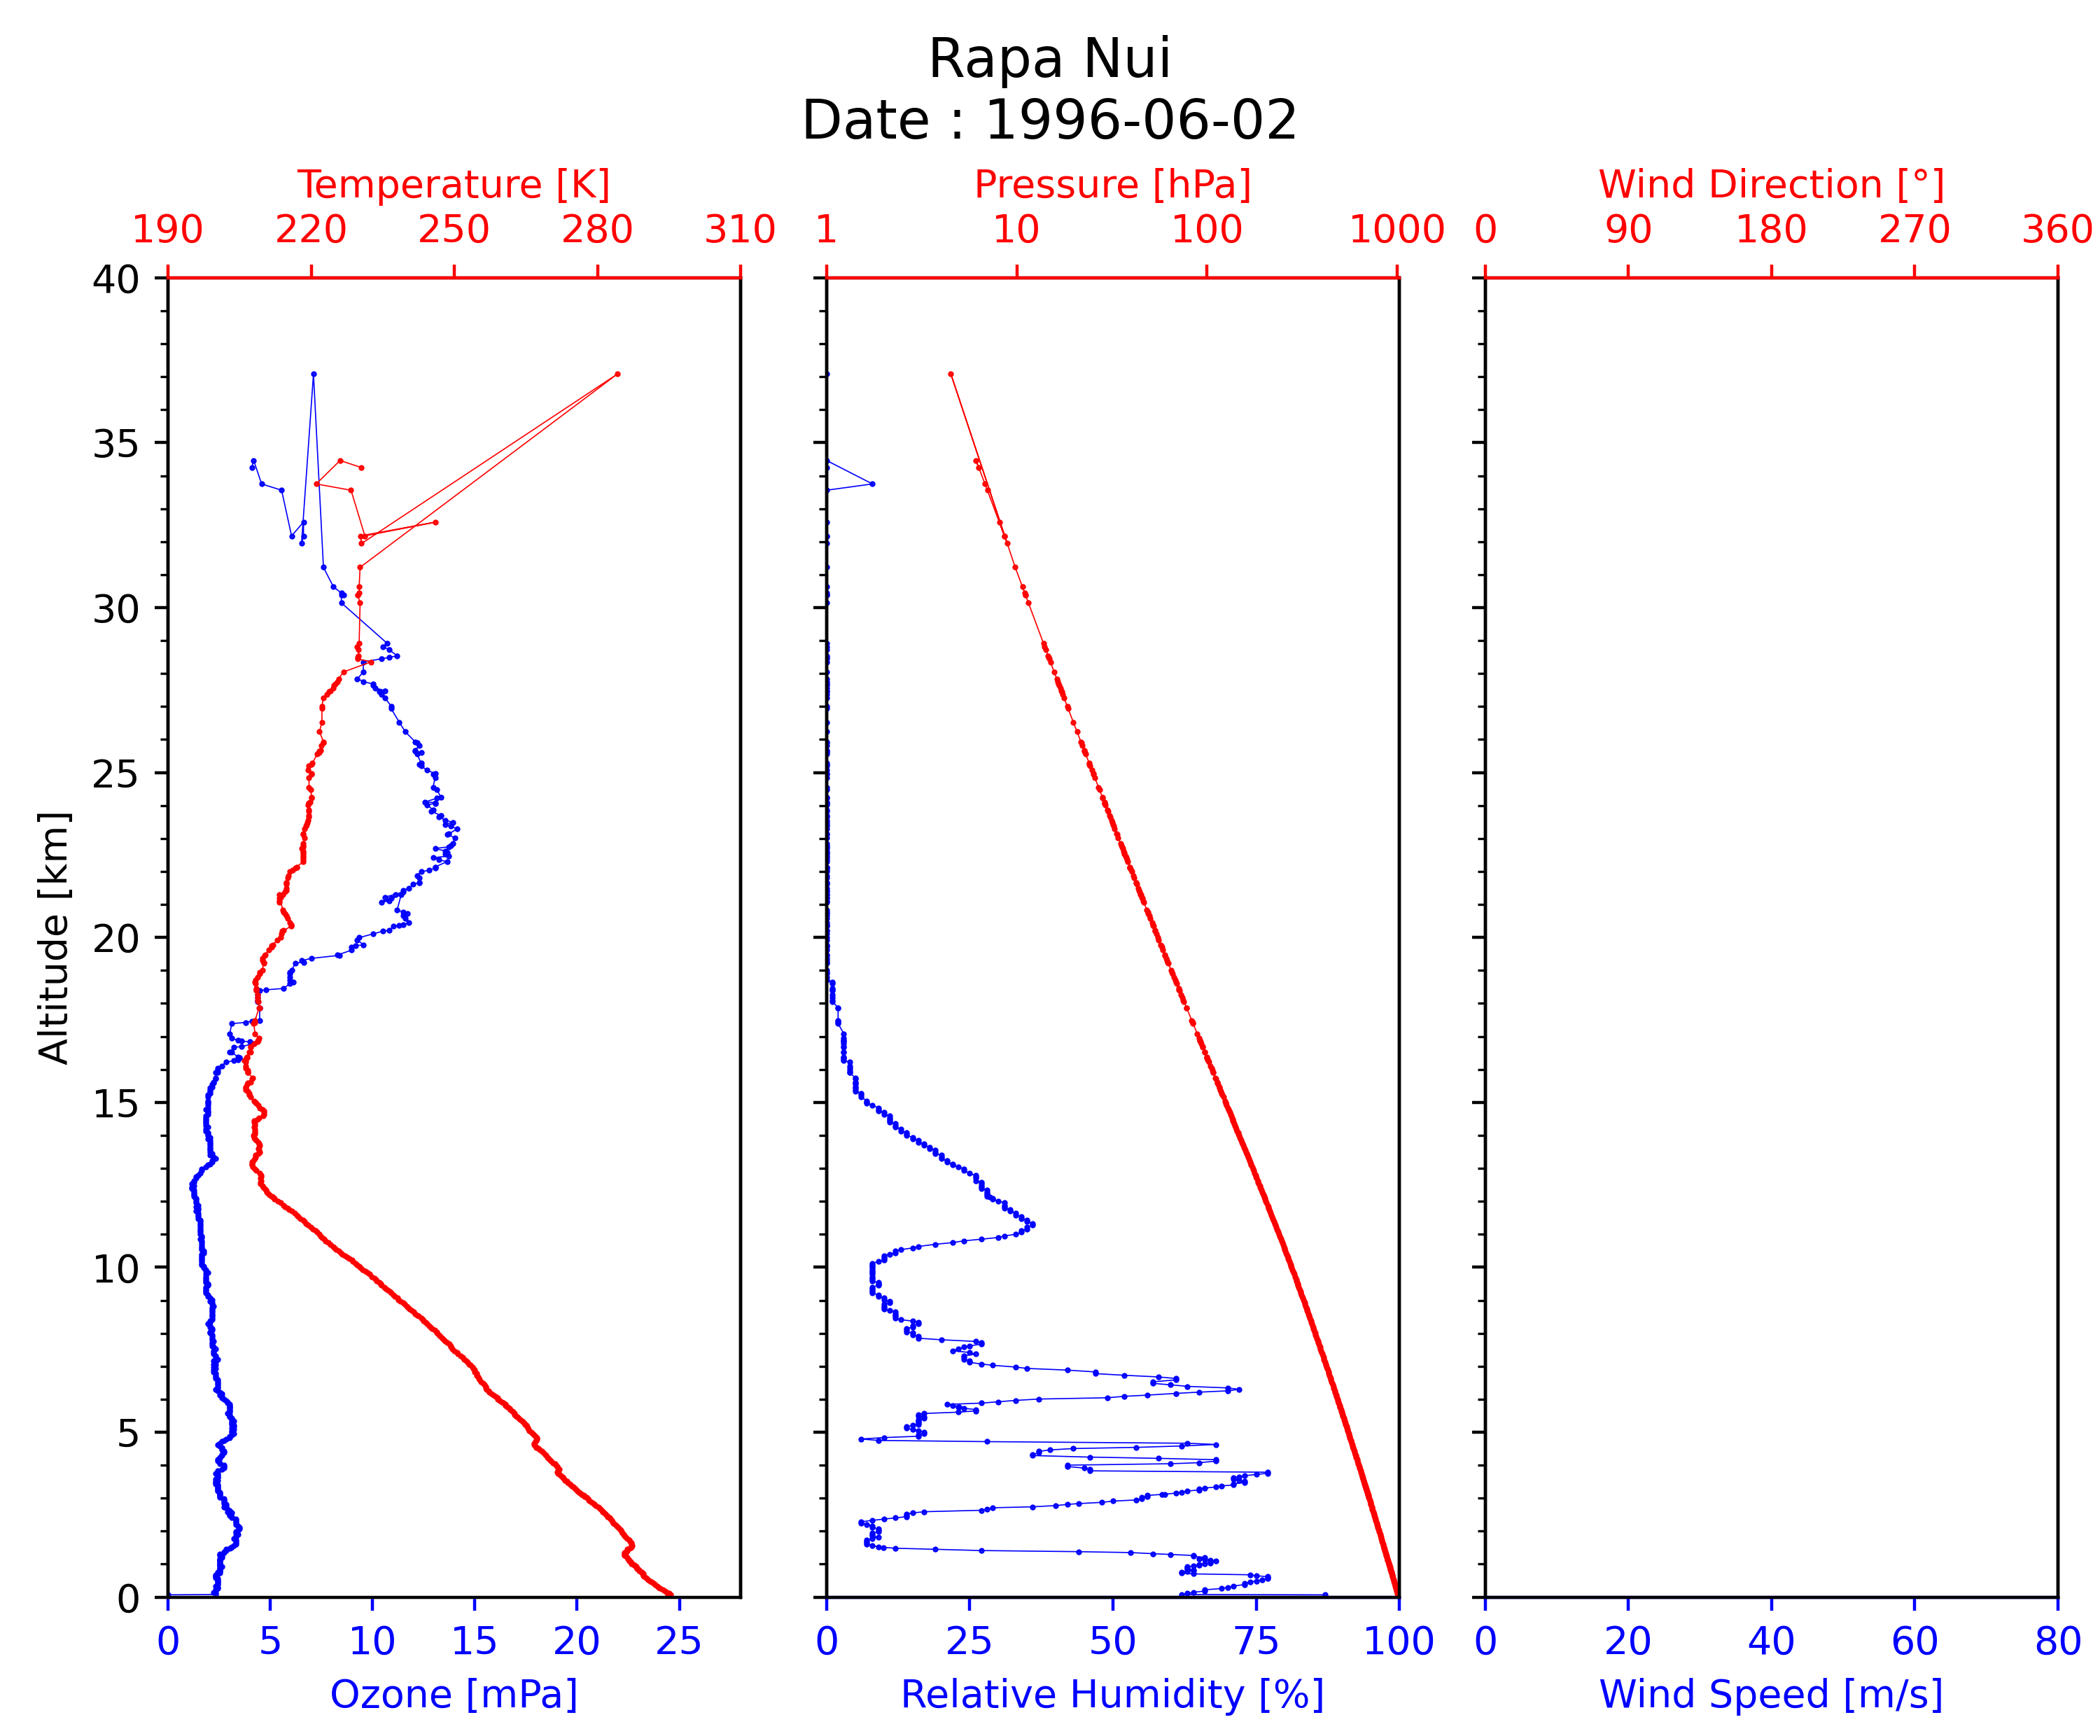 Rapa Nui
Date : 1996-06-02
Temperature [K]
190 220 250 280 310
Pressure [hPa]
1 10 100 1000
Wind Direction [°]
0 90 180 270 360
Altitude [km]
40
35
30
25
20
15
10
5
0
0 5 10 15 20 25
Ozone [mPa]
0 25 50 75 100
Relative Humidity [%]
0 20 40 60 80
Wind Speed [m/s]